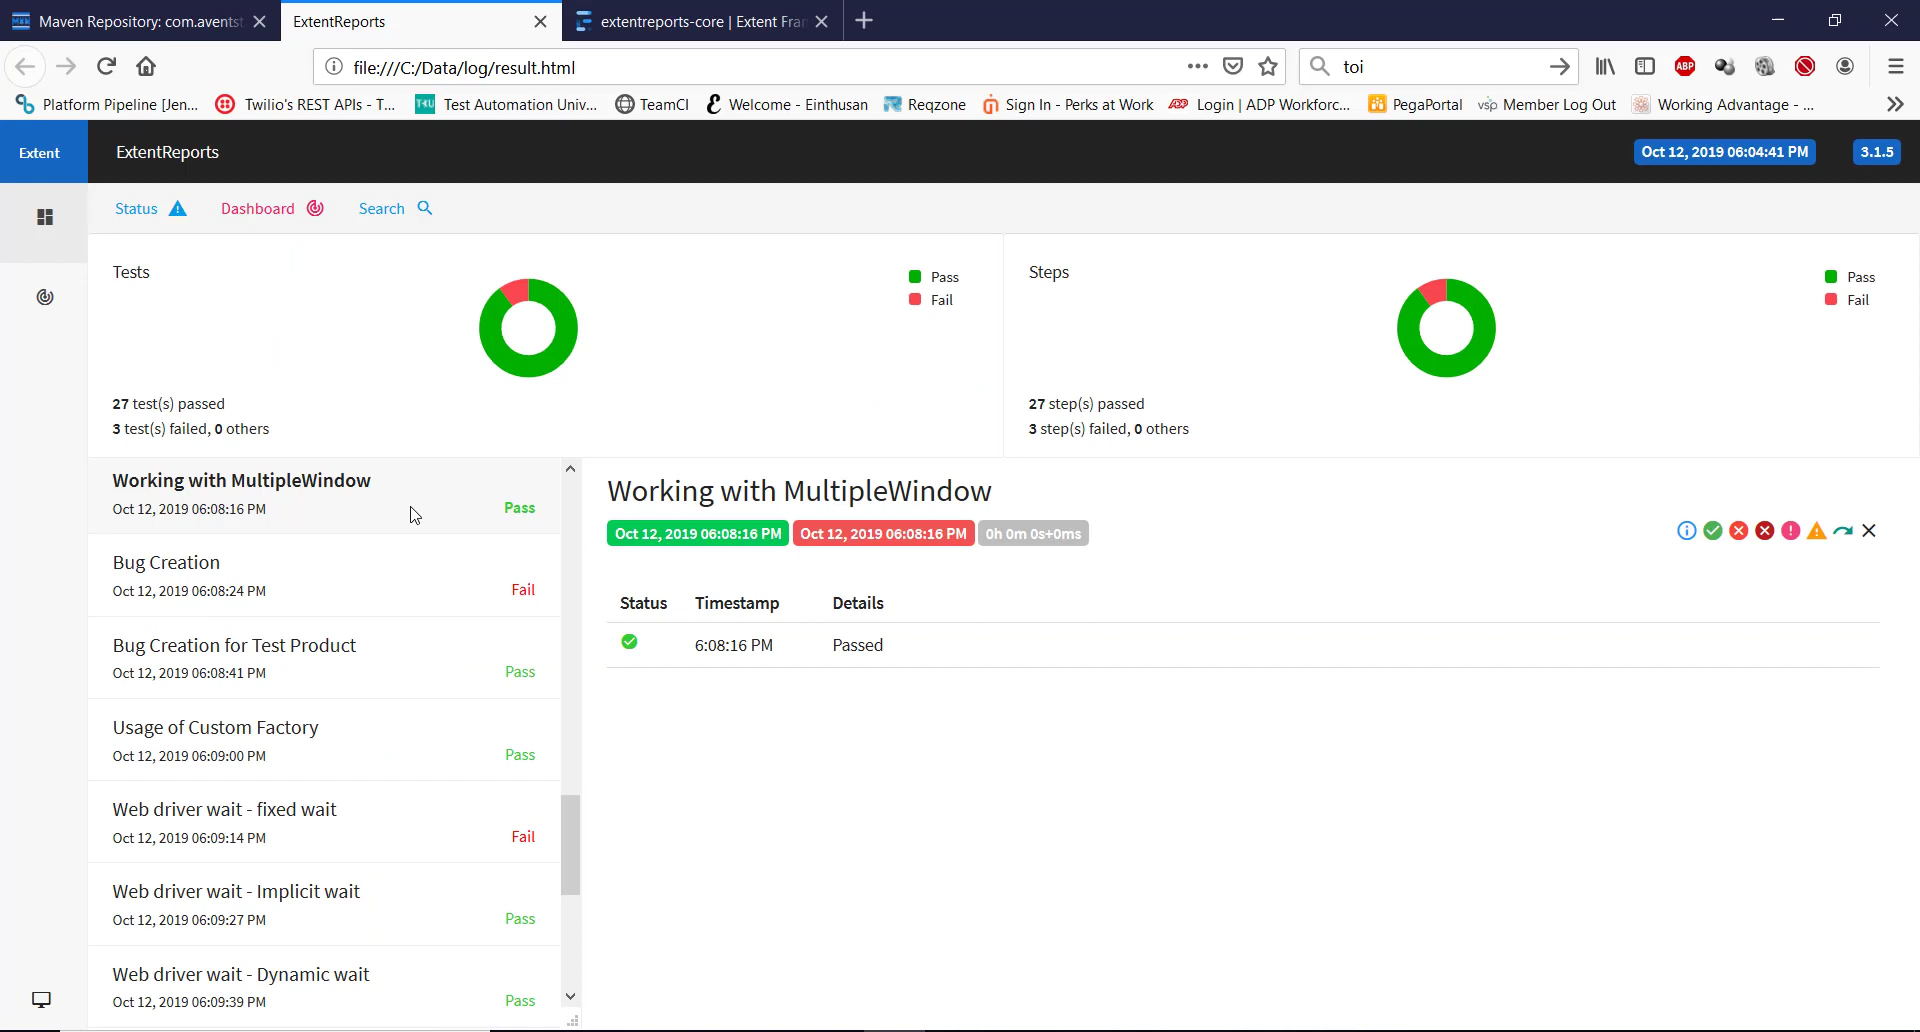 Maven Repository: com.aventst
ExtentReports
extentreports-core | Extent Fran
file:///C:/Data/log/result.html
toi
ABP
Platform Pipeline [Jen...
Twilio's REST APIs - T...
Test Automation Univ...
TeamCI
Welcome - Einthusan
Reqzone
Sign In - Perks at Work
Login | ADP Workforc...
PegaPortal
vsp Member Log Out
Working Advantage - ...
Extent
ExtentReports
Oct 12, 2019 06:04:41 PM
3.1.5
Status
Dashboard
Search
Tests
Pass
Fail
27 test(s) passed
3 test(s) failed, 0 others
Steps
Pass
Fail
27 step(s) passed
3 step(s) failed, 0 others
Working with MultipleWindow
Oct 12, 2019 06:08:16 PM
Pass
Bug Creation
Oct 12, 2019 06:08:24 PM
Fail
Bug Creation for Test Product
Oct 12, 2019 06:08:41 PM
Pass
Usage of Custom Factory
Oct 12, 2019 06:09:00 PM
Pass
Web driver wait - fixed wait
Oct 12, 2019 06:09:14 PM
Fail
Web driver wait - Implicit wait
Oct 12, 2019 06:09:27 PM
Pass
Web driver wait - Dynamic wait
Oct 12, 2019 06:09:39 PM
Pass
Working with MultipleWindow
Oct 12, 2019 06:08:16 PM
Oct 12, 2019 06:08:16 PM
0h 0m 0s+0ms
Status Timestamp Details
6:08:16 PM Passed